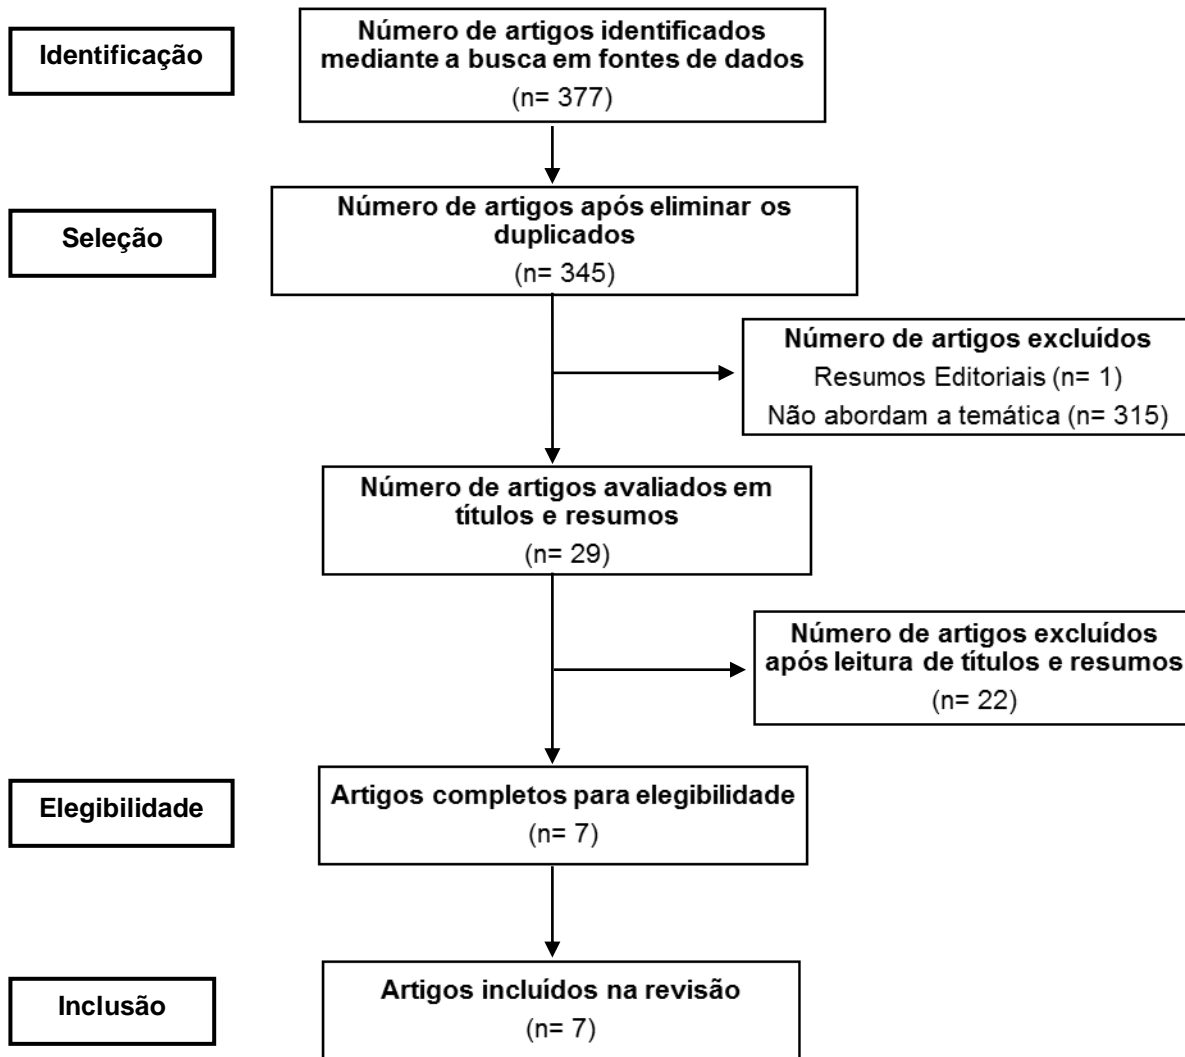 Identificação
Número de artigos identificados
mediante a busca em fontes de dados
(n= 377)
Seleção
Número de artigos após eliminar os
duplicados
(n= 345)
Número de artigos excluídos
Resumos Editoriais (n= 1)
Não abordam a temática (n= 315)
Número de artigos avaliados em
títulos e resumos
(n= 29)
Número de artigos excluídos
após leitura de títulos e resumos
(n= 22)
Elegibilidade
Artigos completos para elegibilidade
(n= 7)
Inclusão
Artigos incluídos na revisão
(n= 7)